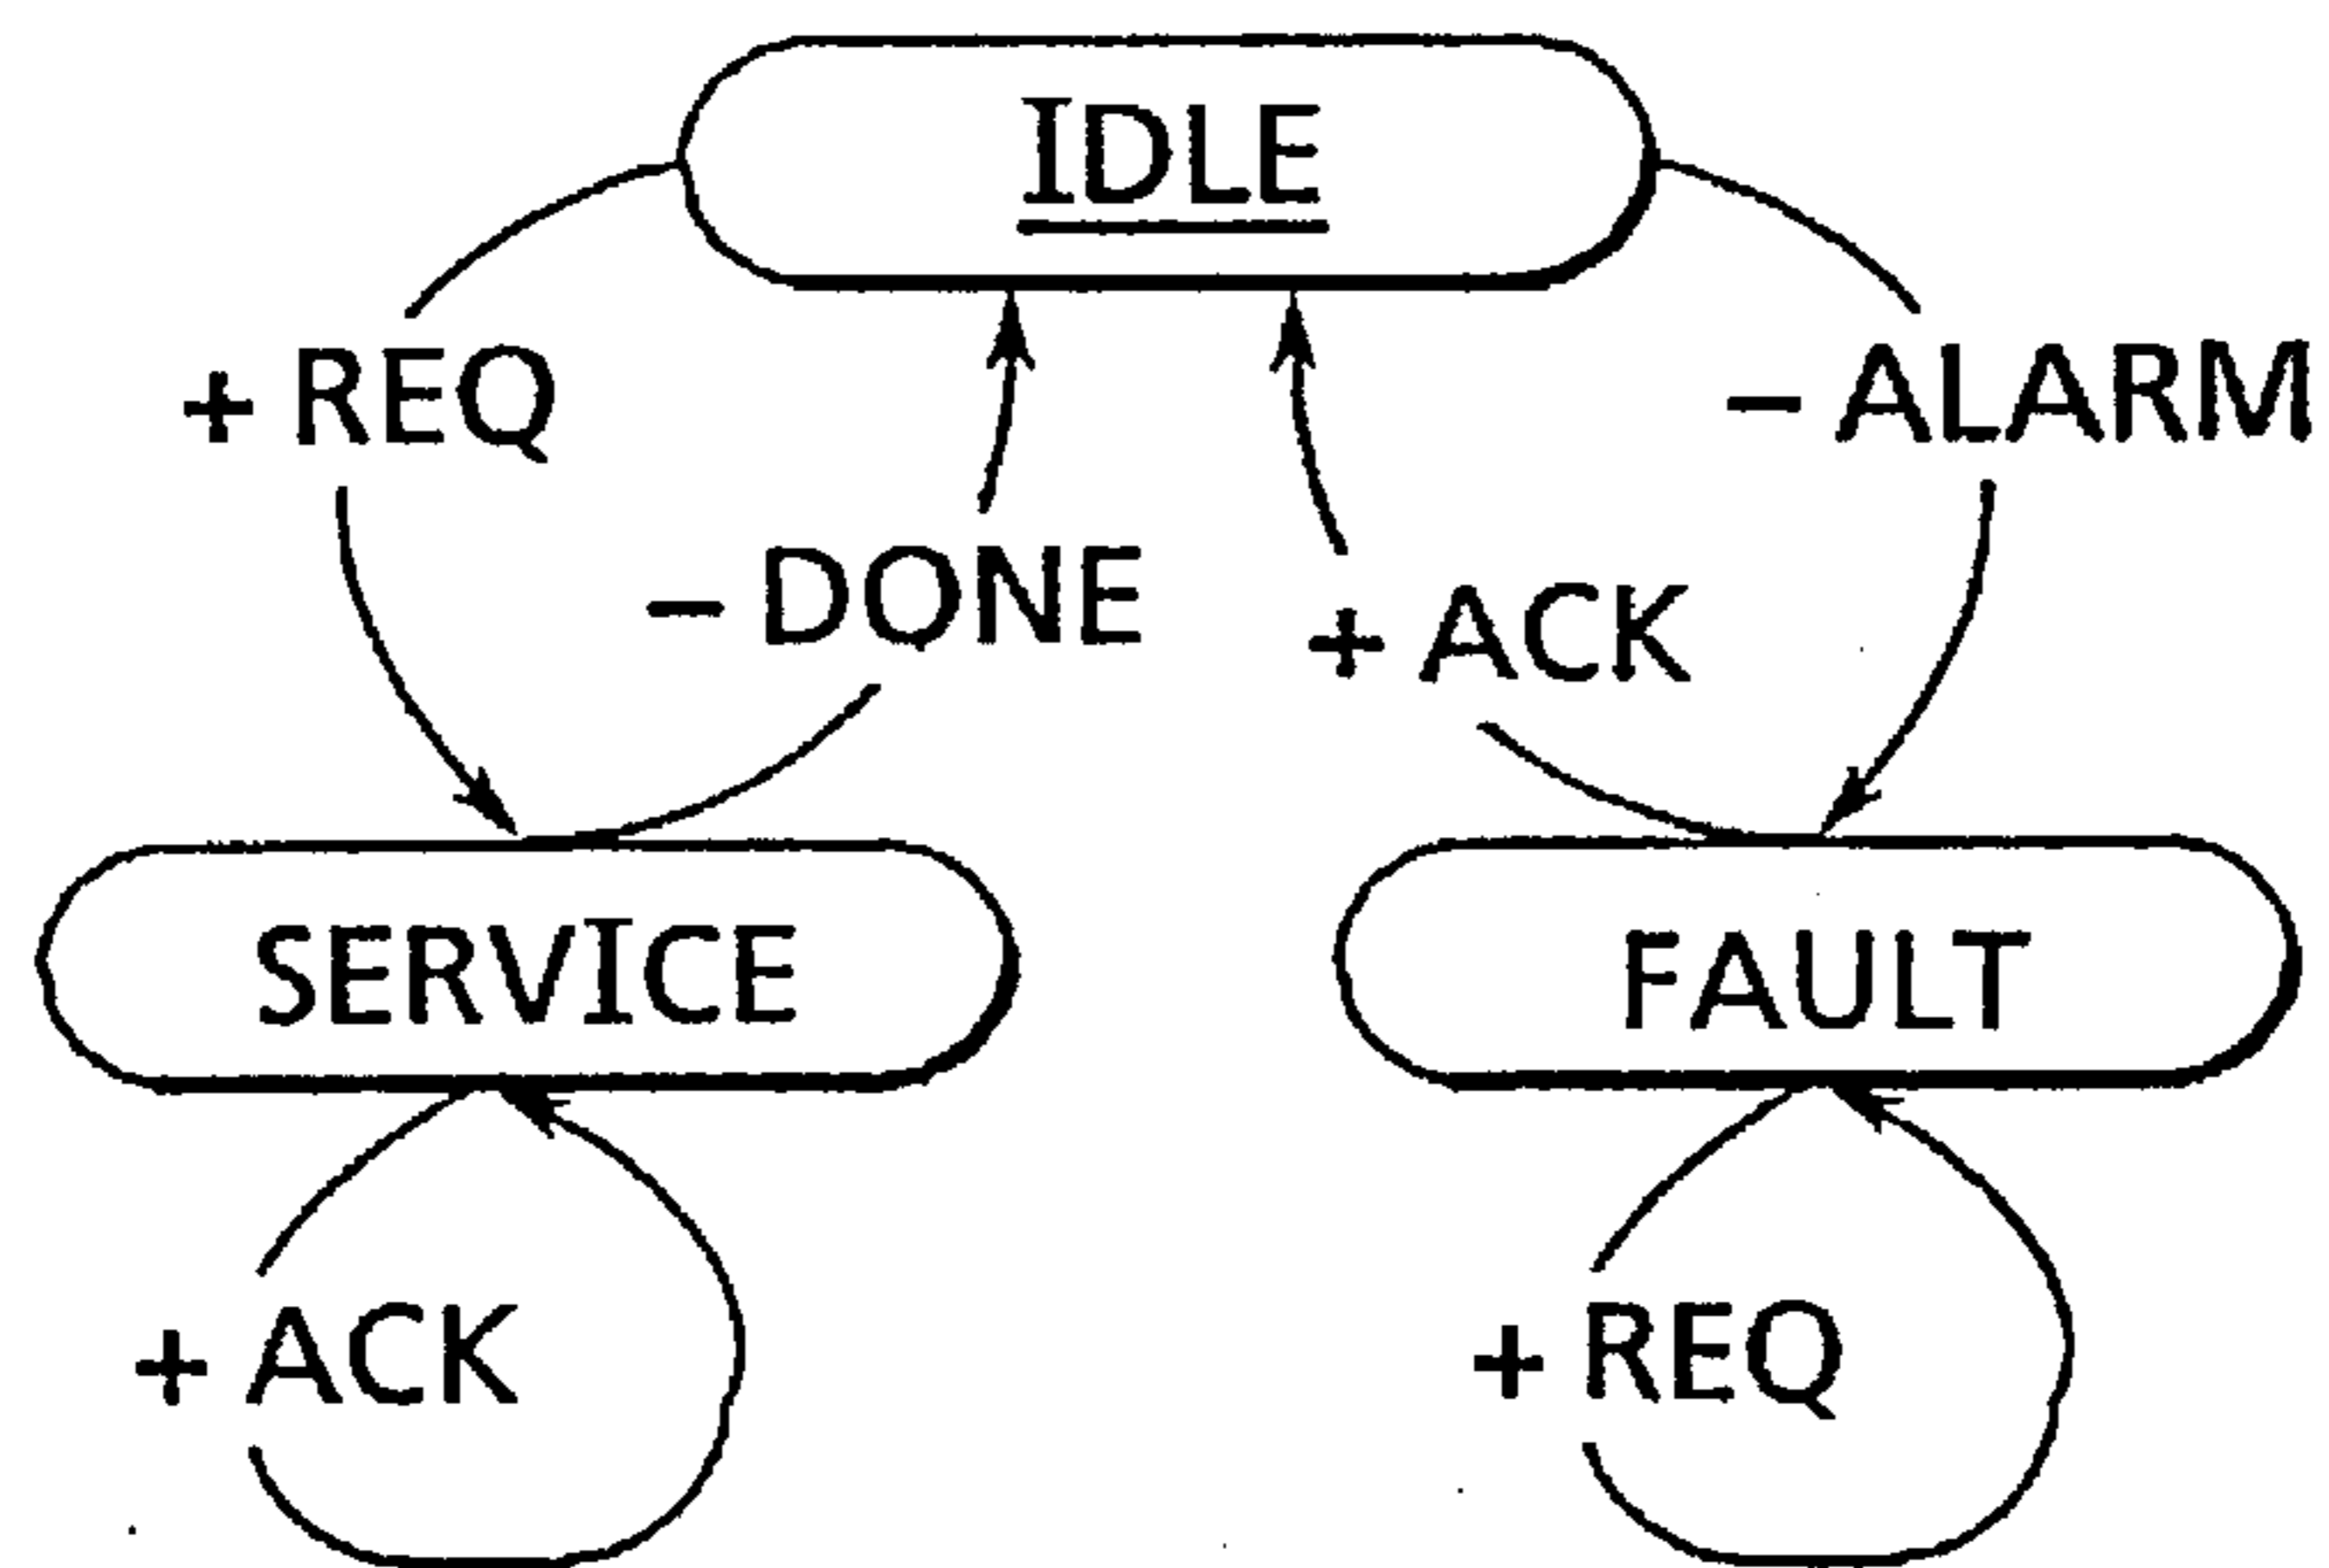 IDLE
+ REQ
− ALARM
− DONE
+ ACK
SERVICE
FAULT
+ ACK
+ REQ